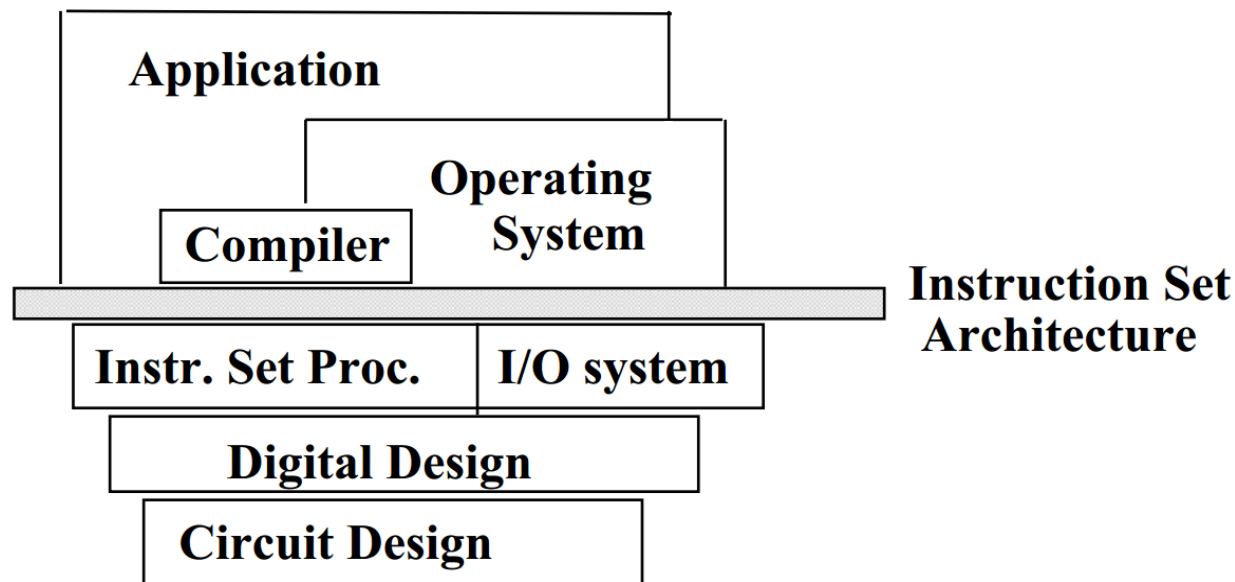 Application
Operating
System
Compiler
Instruction Set
Architecture
Instr. Set Proc.
I/O system
Digital Design
Circuit Design